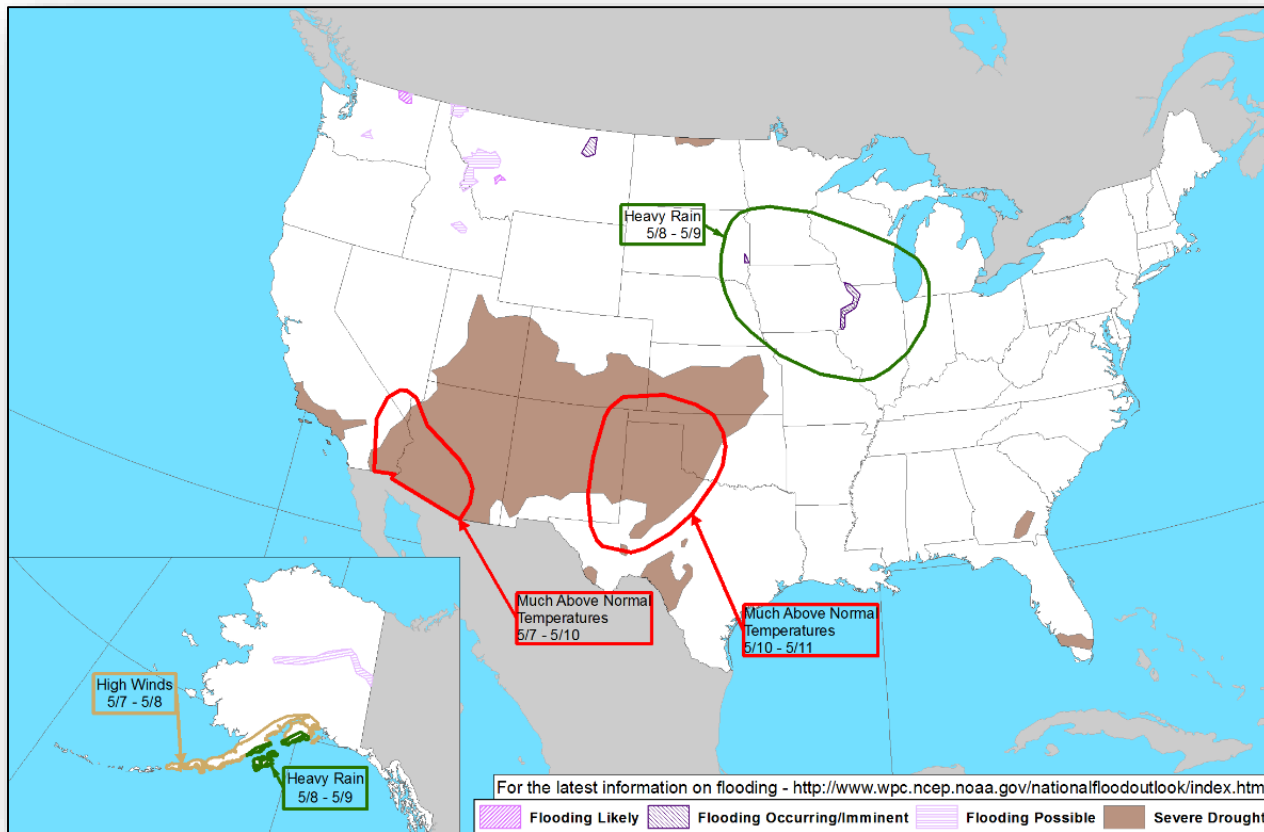 Heavy Rain
5/8 - 5/9
Much Above Normal
Temperatures
5/7 - 5/10
Much Above Normal
Temperatures
5/10 - 5/11
High Winds
5/7 - 5/8
Heavy Rain
5/8 - 5/9
For the latest information on flooding - http://www.wpc.ncep.noaa.gov/nationalfloodoutlook/index.htm
Flooding Likely Flooding Occurring/Imminent Flooding Possible Severe Drought